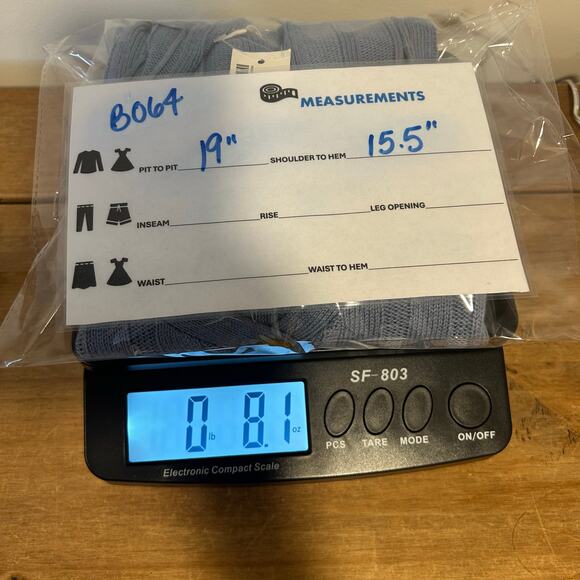 B064
MEASUREMENTS
PIT TO PIT 19" SHOULDER TO HEM 15.5"
INSEAM RISE LEG OPENING
WAIST WAIST TO HEM
SF-803
0 lb 8.1 oz
PCS TARE MODE ON/OFF
Electronic Compact Scale